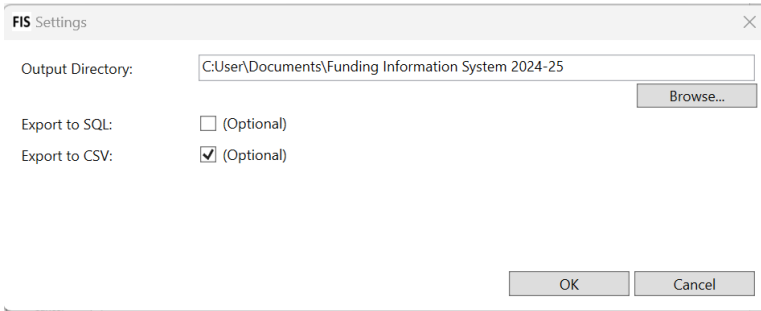 FIS Settings
Output Directory: C:User\Documents\Funding Information System 2024-25
Browse...
Export to SQL: (Optional)
Export to CSV: (Optional)
OK Cancel